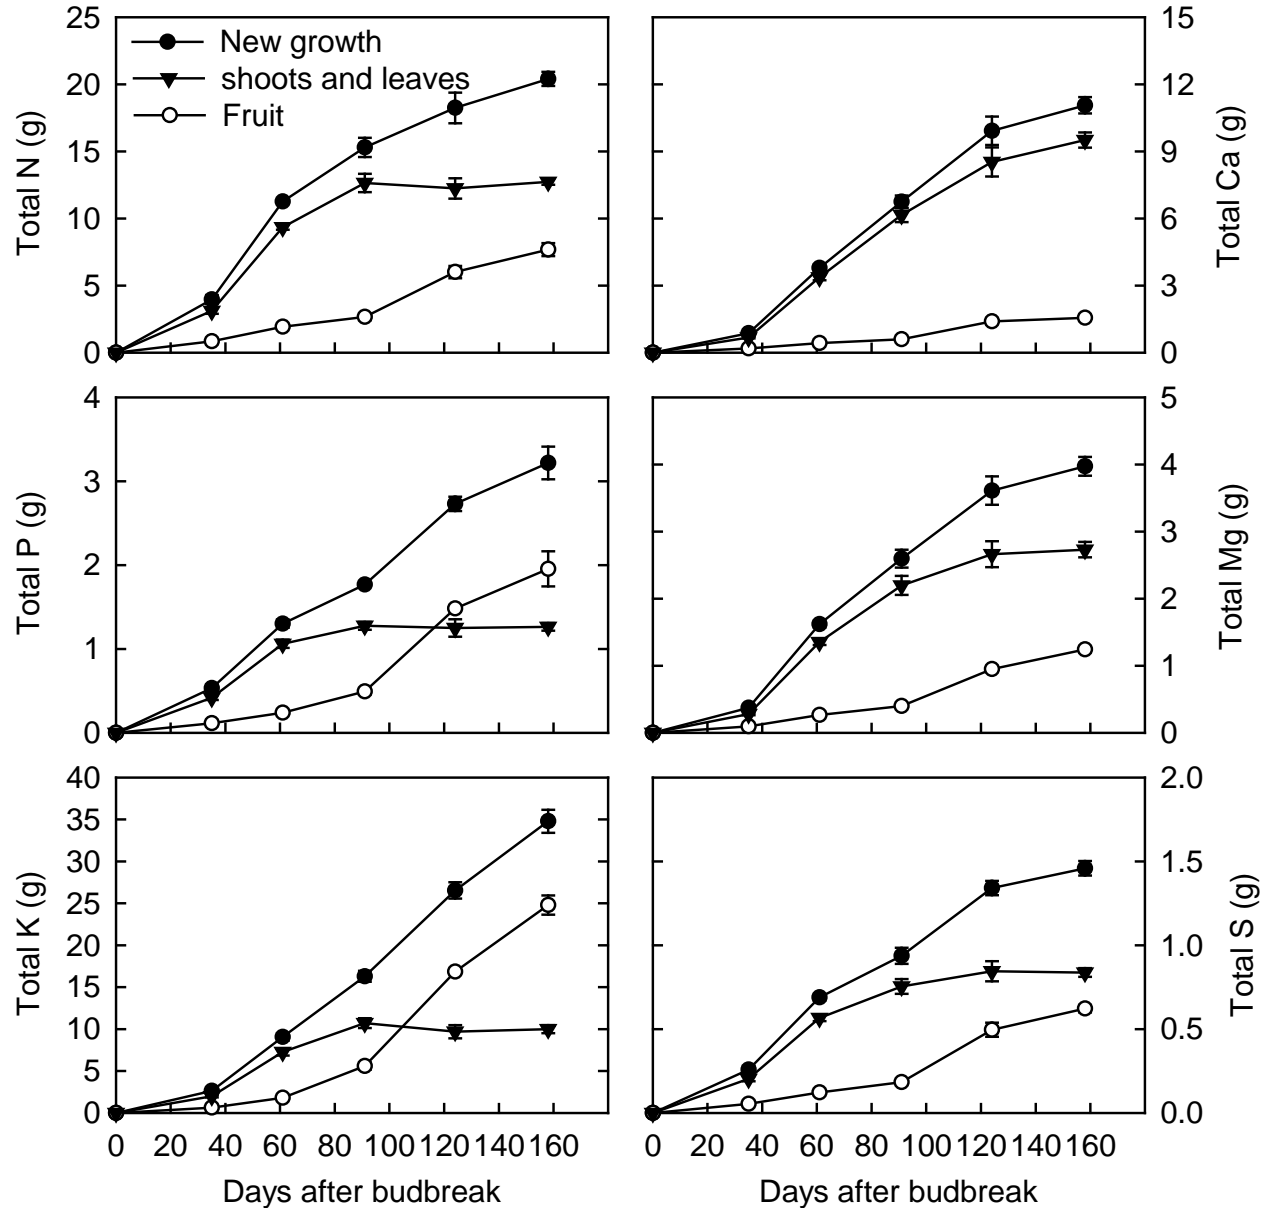 25
20
15
10
5
0
Total N (g)
New growth
shoots and leaves
Fruit
15
12
9
6
3
0
Total Ca (g)
4
3
2
1
0
Total P (g)
5
4
3
2
1
0
Total Mg (g)
40
35
30
25
20
15
10
5
0
Total K (g)
2.0
1.5
1.0
0.5
0.0
Total S (g)
0 20 40 60 80 100 120 140 160
0 20 40 60 80 100 120 140 160
Days after budbreak
Days after budbreak